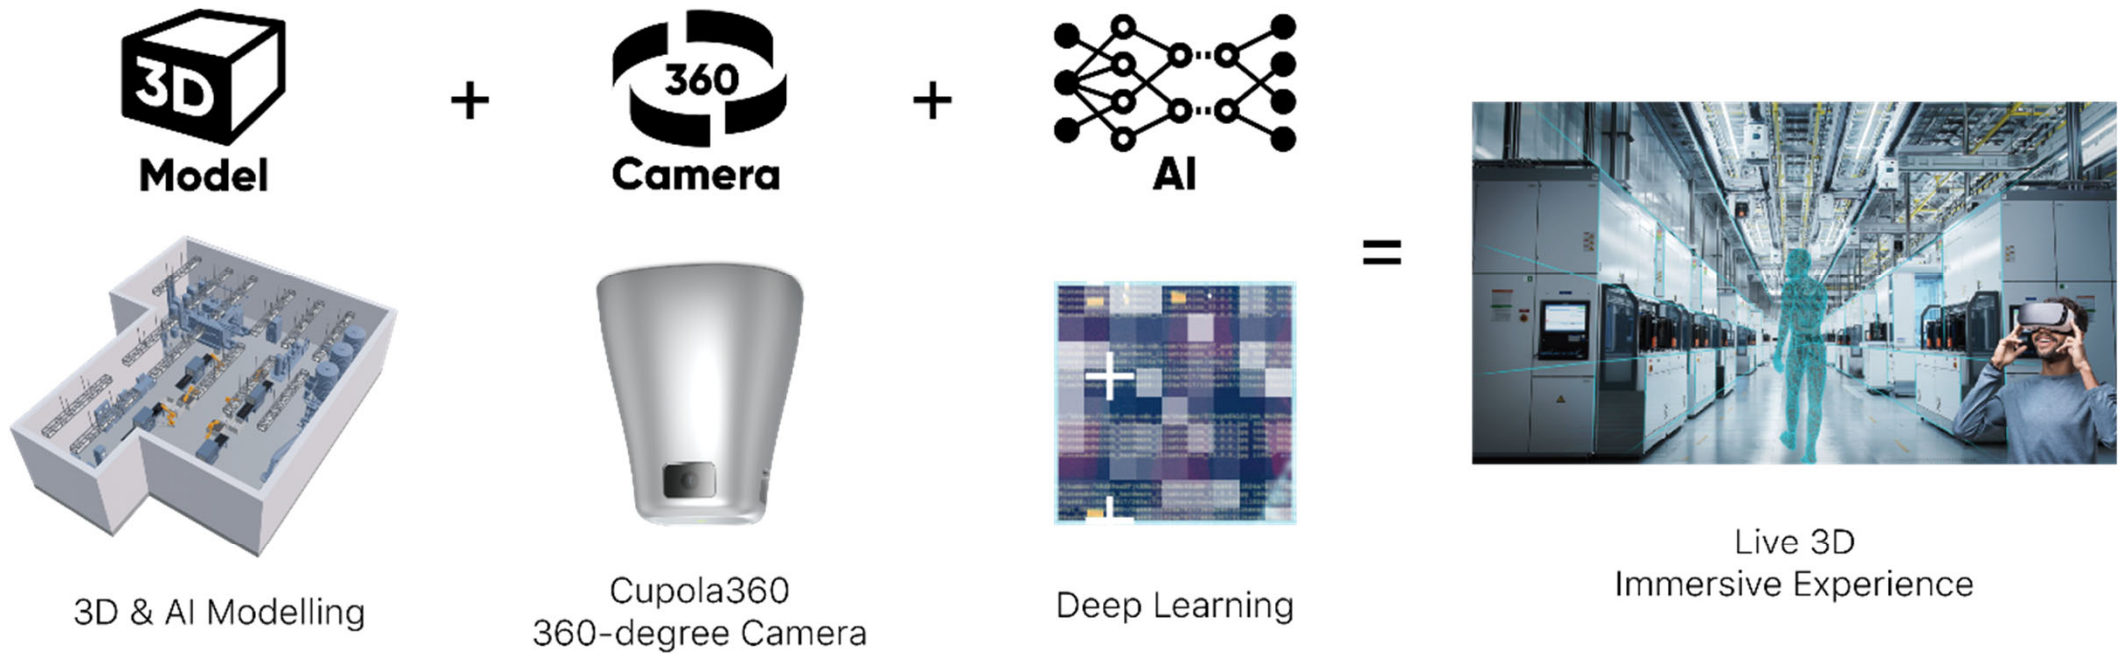 3D
Model
+
360
Camera
+
AI
=
3D & AI Modelling
Cupola360
360-degree Camera
Deep Learning
Live 3D
Immersive Experience